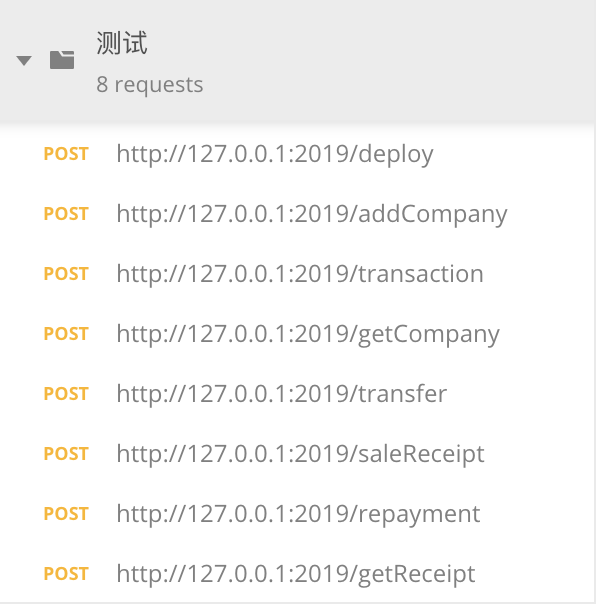 测试
8 requests
POST http://127.0.0.1:2019/deploy
POST http://127.0.0.1:2019/addCompany
POST http://127.0.0.1:2019/transaction
POST http://127.0.0.1:2019/getCompany
POST http://127.0.0.1:2019/transfer
POST http://127.0.0.1:2019/saleReceipt
POST http://127.0.0.1:2019/repayment
POST http://127.0.0.1:2019/getReceipt